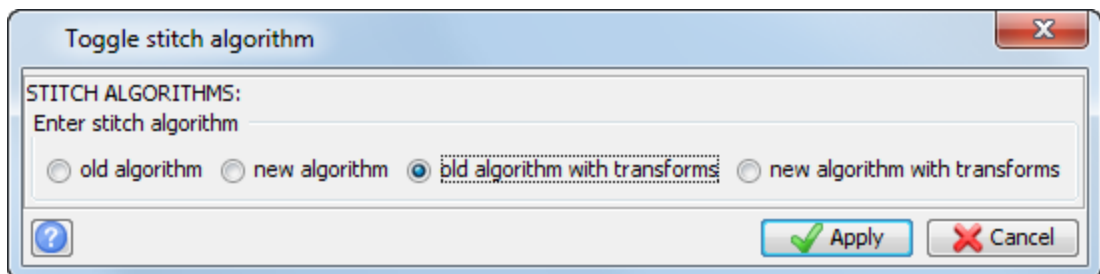 Toggle stitch algorithm
STITCH ALGORITHMS:
Enter stitch algorithm
old algorithm new algorithm old algorithm with transforms new algorithm with transforms
Apply Cancel